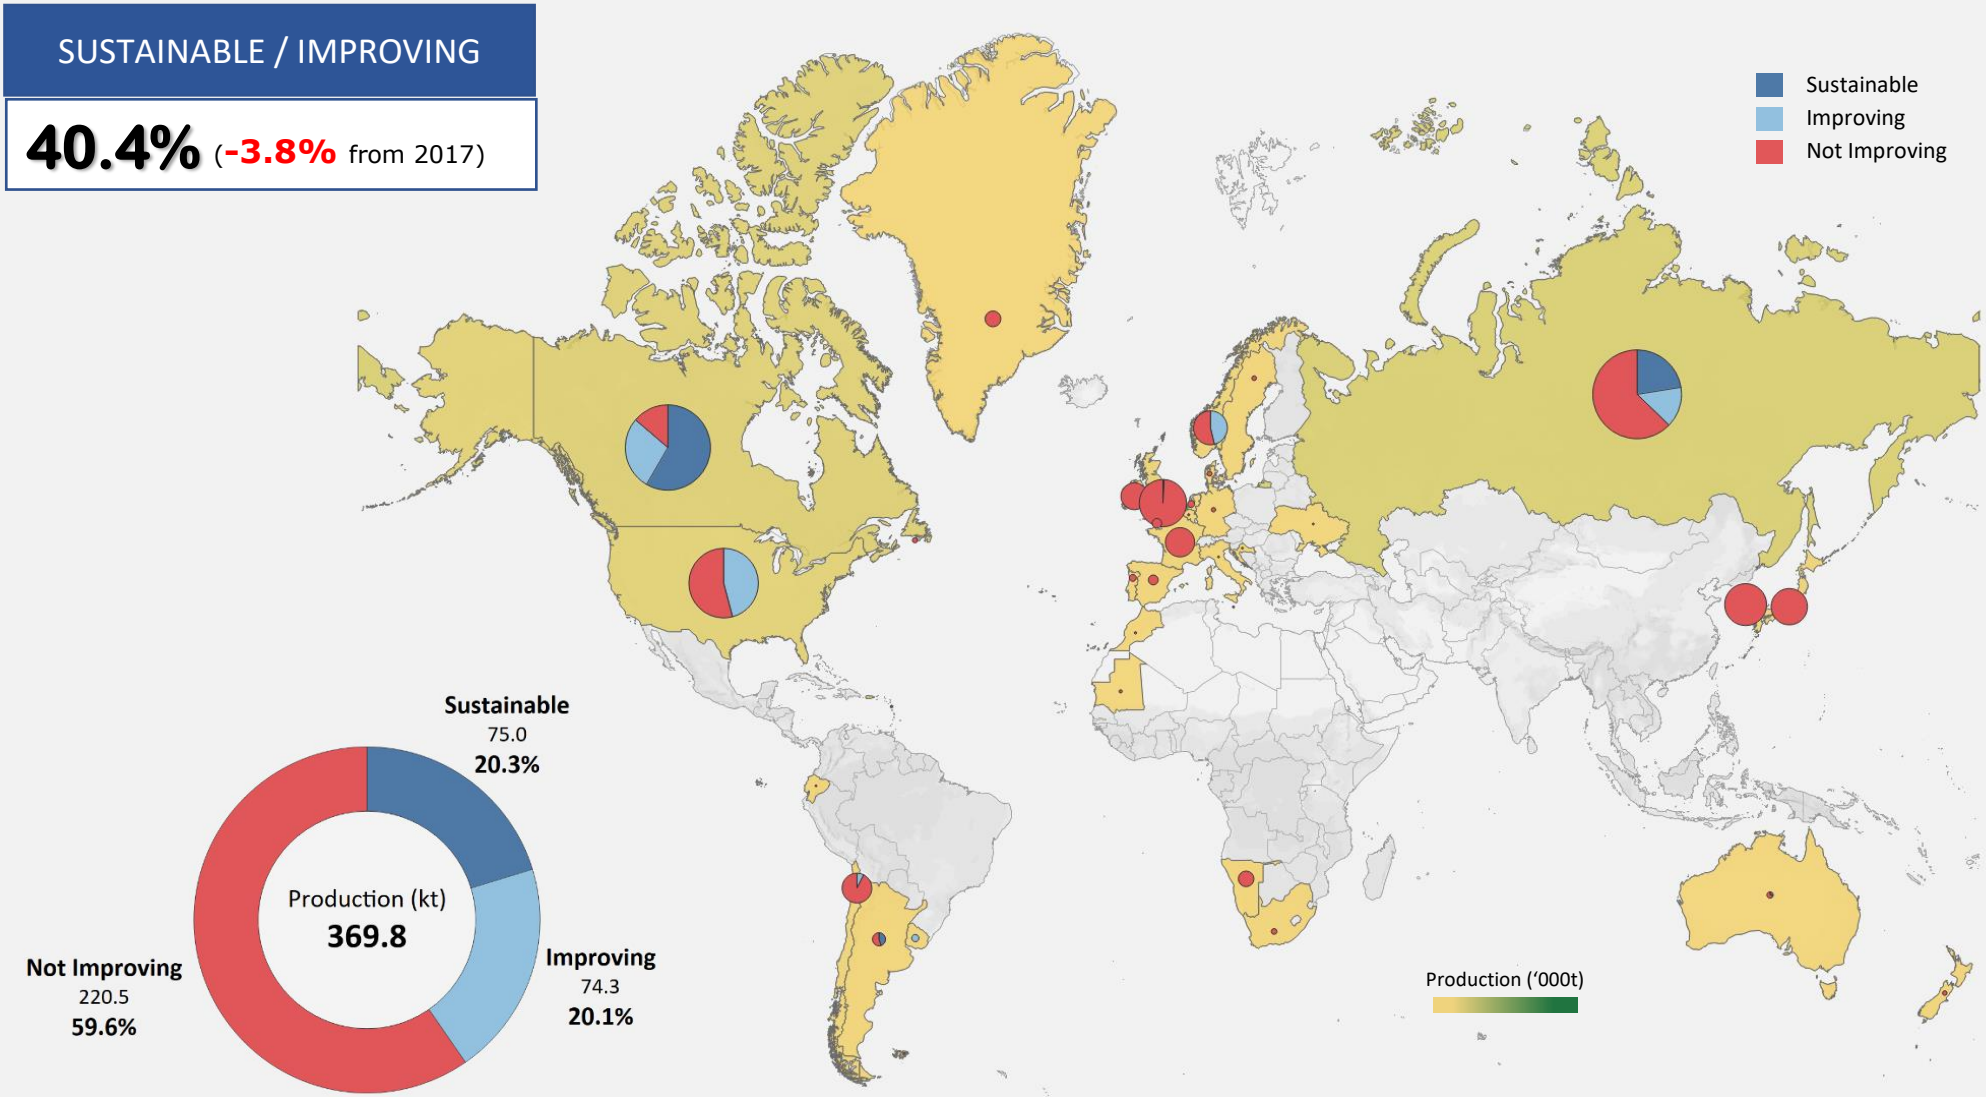 SUSTAINABLE / IMPROVING
40.4% (-3.8% from 2017)
Sustainable
Improving
Not Improving
Sustainable
75.0
20.3%
Production (kt)
369.8
Not Improving
220.5
59.6%
Improving
74.3
20.1%
Production (‘000t)